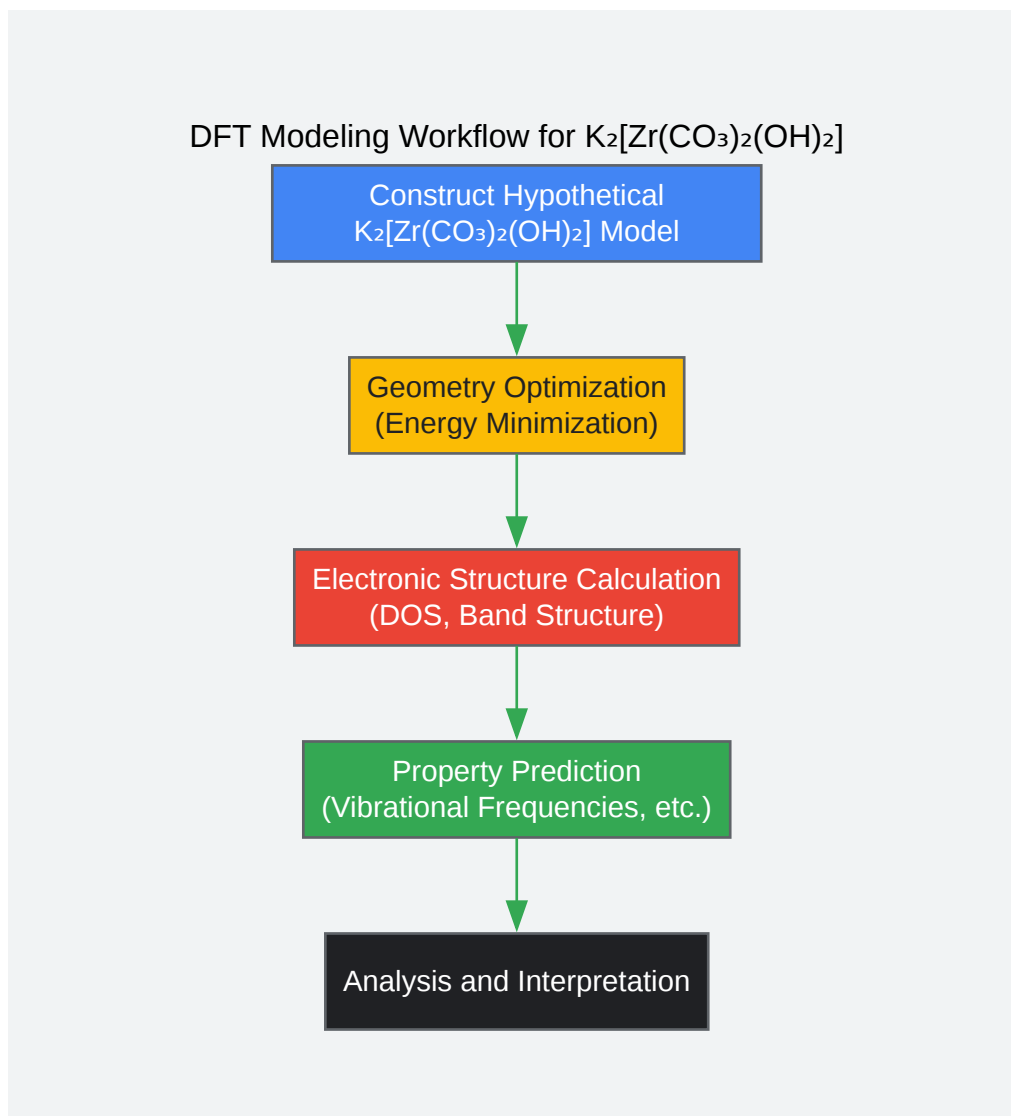 DFT Modeling Workflow for K₂[Zr(CO₃)₂(OH)₂]
Construct Hypothetical
K₂[Zr(CO₃)₂(OH)₂] Model
Geometry Optimization
(Energy Minimization)
Electronic Structure Calculation
(DOS, Band Structure)
Property Prediction
(Vibrational Frequencies, etc.)
Analysis and Interpretation